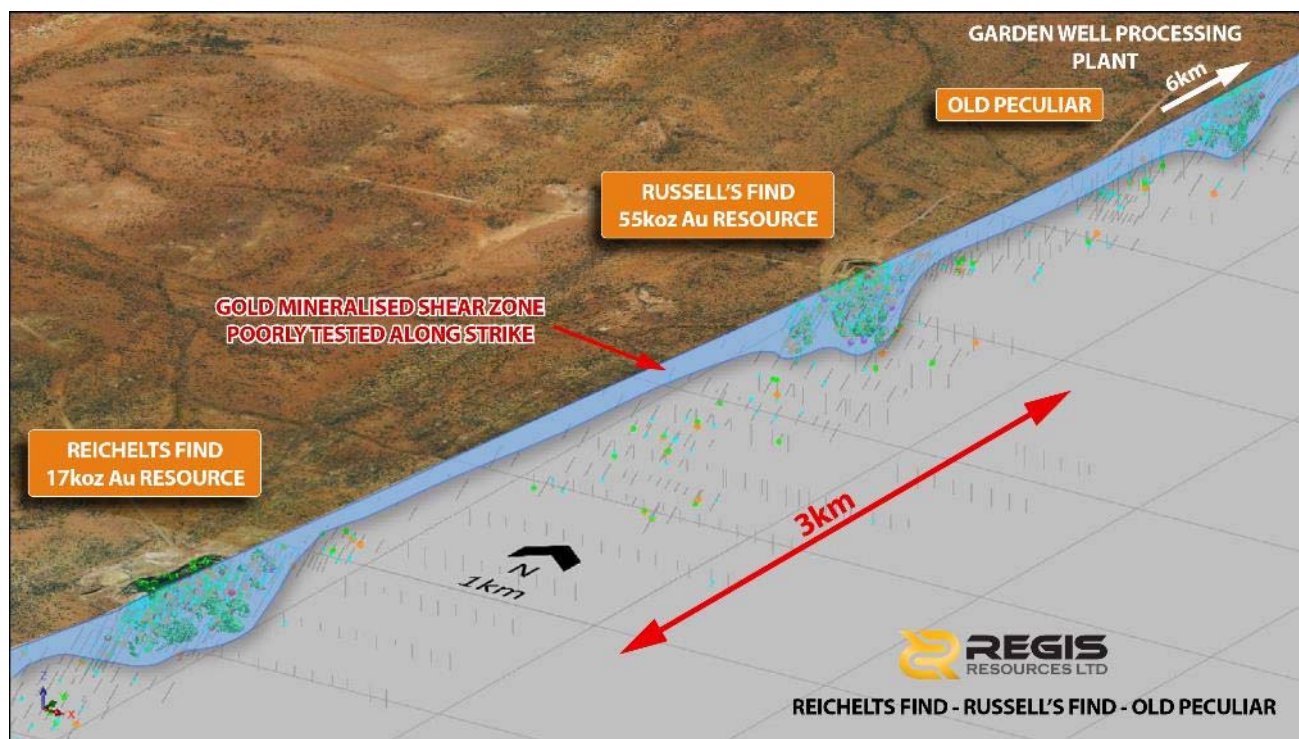 GARDEN WELL PROCESSING
PLANT
6km
OLD PECULIAR
RUSSELL'S FIND
55koz Au RESOURCE
GOLD MINERALISED SHEAR ZONE
POORLY TESTED ALONG STRIKE
REICHELTS FIND
17koz Au RESOURCE
3km
N
1km
Z
X
REGIS
RESOURCES LTD
REICHELTS FIND - RUSSELL'S FIND - OLD PECULIAR